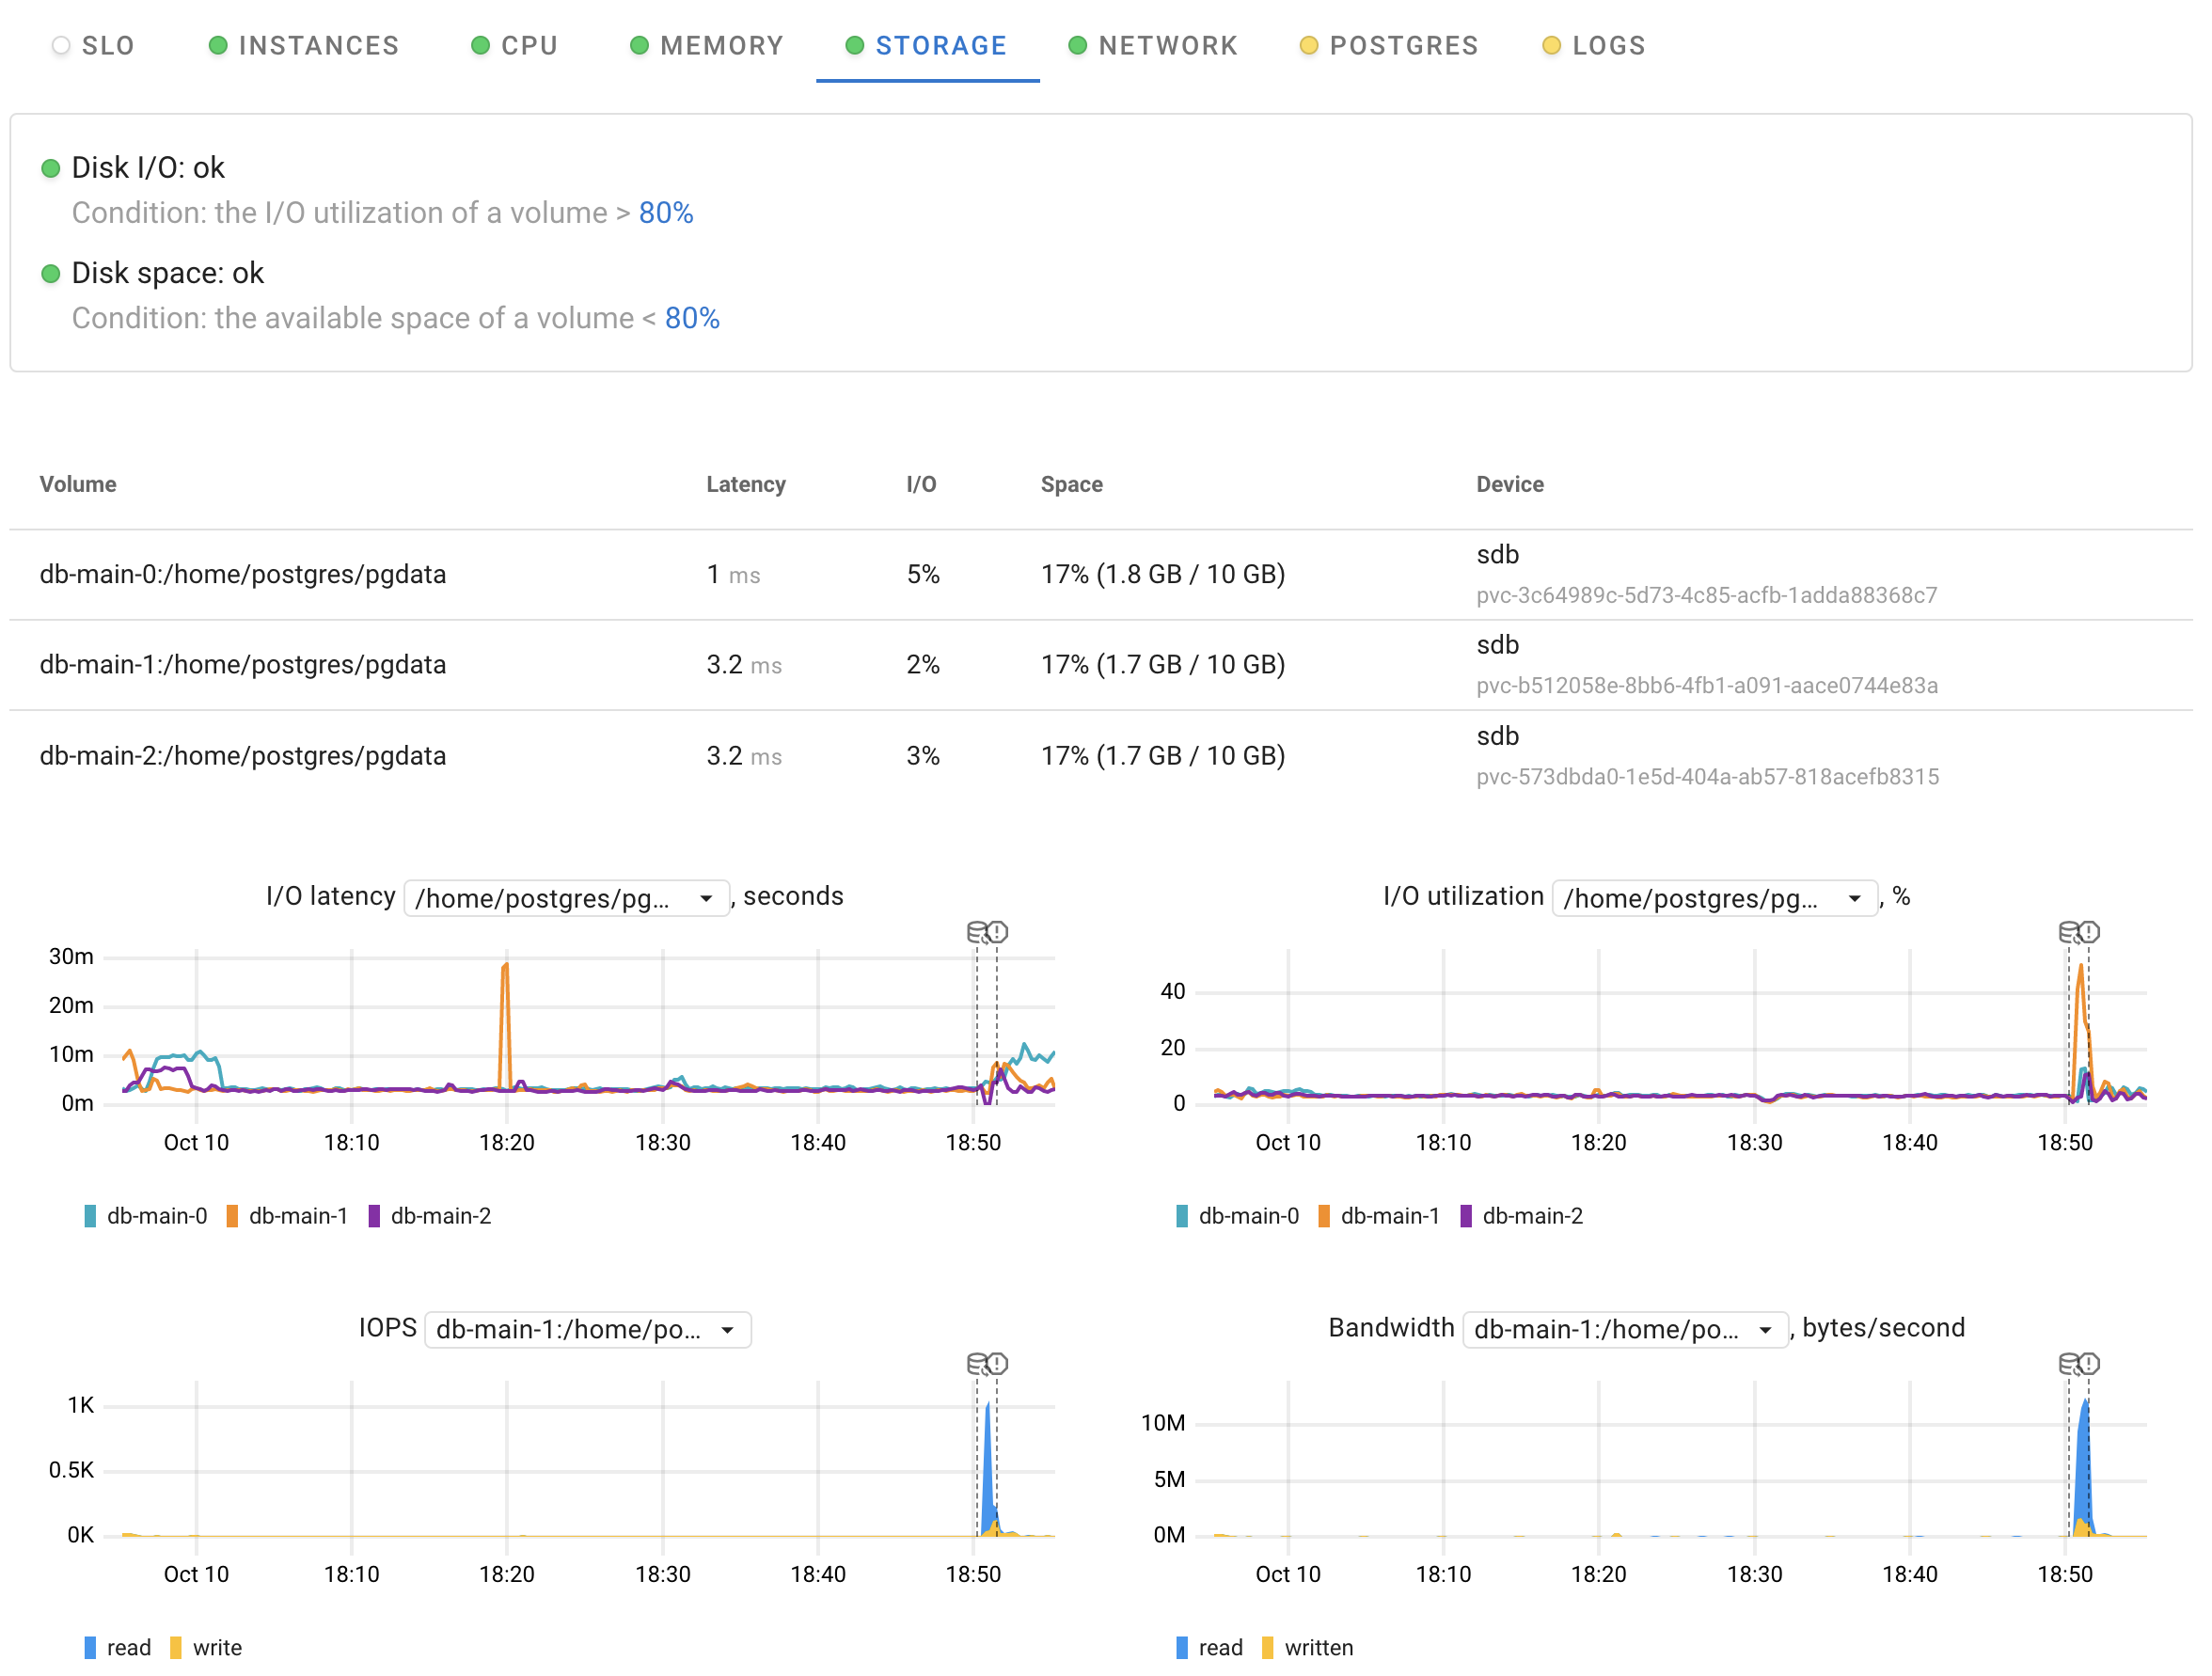 SLO INSTANCES CPU MEMORY STORAGE NETWORK POSTGRES LOGS
Disk I/O: ok
Condition: the I/O utilization of a volume > 80%
Disk space: ok
Condition: the available space of a volume < 80%
Volume Latency I/O Space Device
db-main-0:/home/postgres/pgdata 1 ms 5% 17% (1.8 GB / 10 GB) sdb
pvc-3c64989c-5d73-4c85-acfb-1adda88368c7
db-main-1:/home/postgres/pgdata 3.2 ms 2% 17% (1.7 GB / 10 GB) sdb
pvc-b512058e-8bb6-4fb1-a091-aace0744e83a
db-main-2:/home/postgres/pgdata 3.2 ms 3% 17% (1.7 GB / 10 GB) sdb
pvc-573dbda0-1e5d-404a-ab57-818acefb8315
I/O latency /home/postgres/pg... , seconds
30m
20m
10m
0m
Oct 10 18:10 18:20 18:30 18:40 18:50
db-main-0 db-main-1 db-main-2
I/O utilization /home/postgres/pg... , %
40
20
0
Oct 10 18:10 18:20 18:30 18:40 18:50
db-main-0 db-main-1 db-main-2
IOPS db-main-1:/home/po...
1K
0.5K
0K
Oct 10 18:10 18:20 18:30 18:40 18:50
read write
Bandwidth db-main-1:/home/po... , bytes/second
10M
5M
0M
Oct 10 18:10 18:20 18:30 18:40 18:50
read written